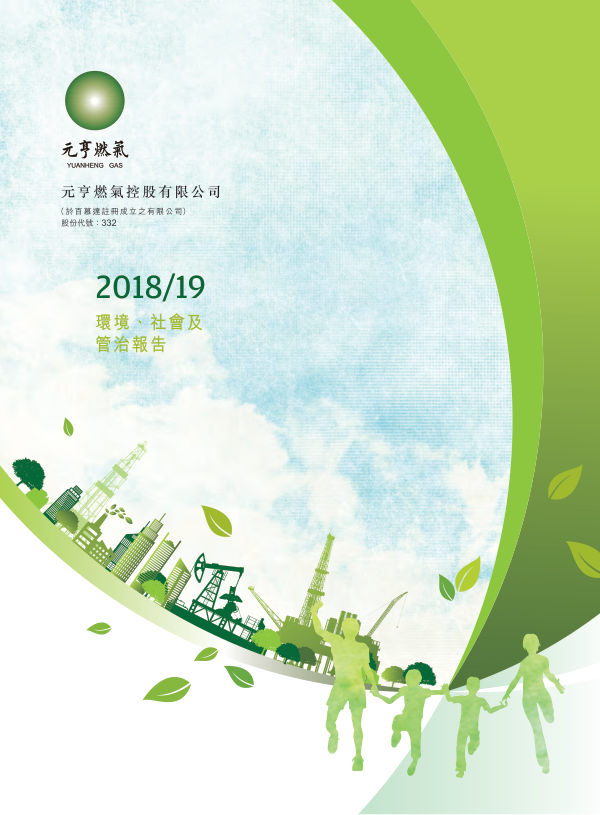 元亨燃氣
YUANHENG GAS
元亨燃氣控股有限公司
(於百慕達註冊成立之有限公司)
股份代號：332
2018/19
環境、社會及
管治報告